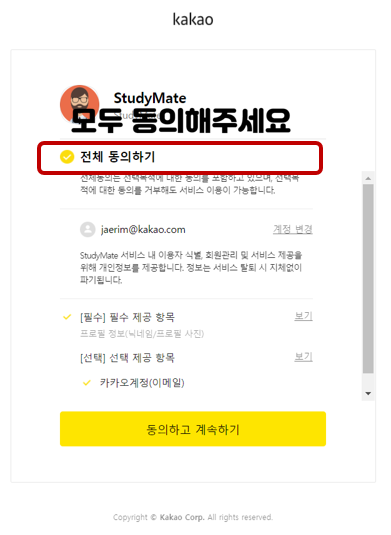 kakao
StudyMate
모두 동의해주세요
전체 동의하기
전체동의는 선택목적에 대한 동의를 포함하고 있으며, 선택목
적에 대한 동의를 거부해도 서비스 이용이 가능합니다.
jaerim@kakao.com 계정 변경
StudyMate 서비스 내 이용자 식별, 회원관리 및 서비스 제공을
위해 개인정보를 제공합니다. 정보는 서비스 탈퇴 시 지체없이
파기됩니다.
[필수] 필수 제공 항목 보기
프로필 정보(닉네임/프로필 사진)
[선택] 선택 제공 항목 보기
카카오계정(이메일)
동의하고 계속하기
Copyright © Kakao Corp. All rights reserved.